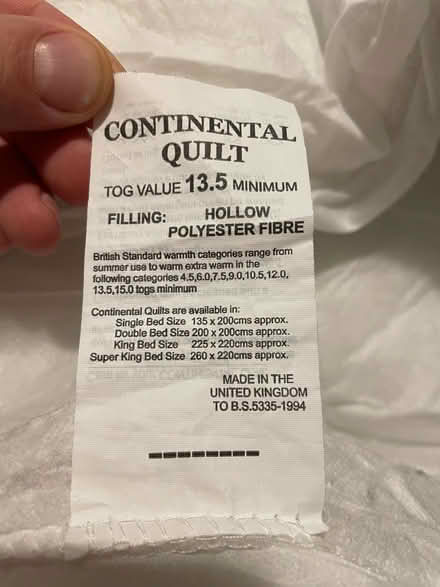 CONTINENTAL
QUILT
TOG VALUE 13.5 MINIMUM
FILLING: HOLLOW
POLYESTER FIBRE
British Standard warmth categories range from
summer use to warm extra warm in the
following categories 4.5,6.0,7.5,9.0,10.5,12.0,
13.5,15.0 togs minimum
Continental Quilts are available in:
Single Bed Size 135 x 200cms approx.
Double Bed Size 200 x 200cms approx.
King Bed Size 225 x 220cms approx.
Super King Bed Size 260 x 220cms approx.
MADE IN THE
UNITED KINGDOM
TO B.S.5335-1994